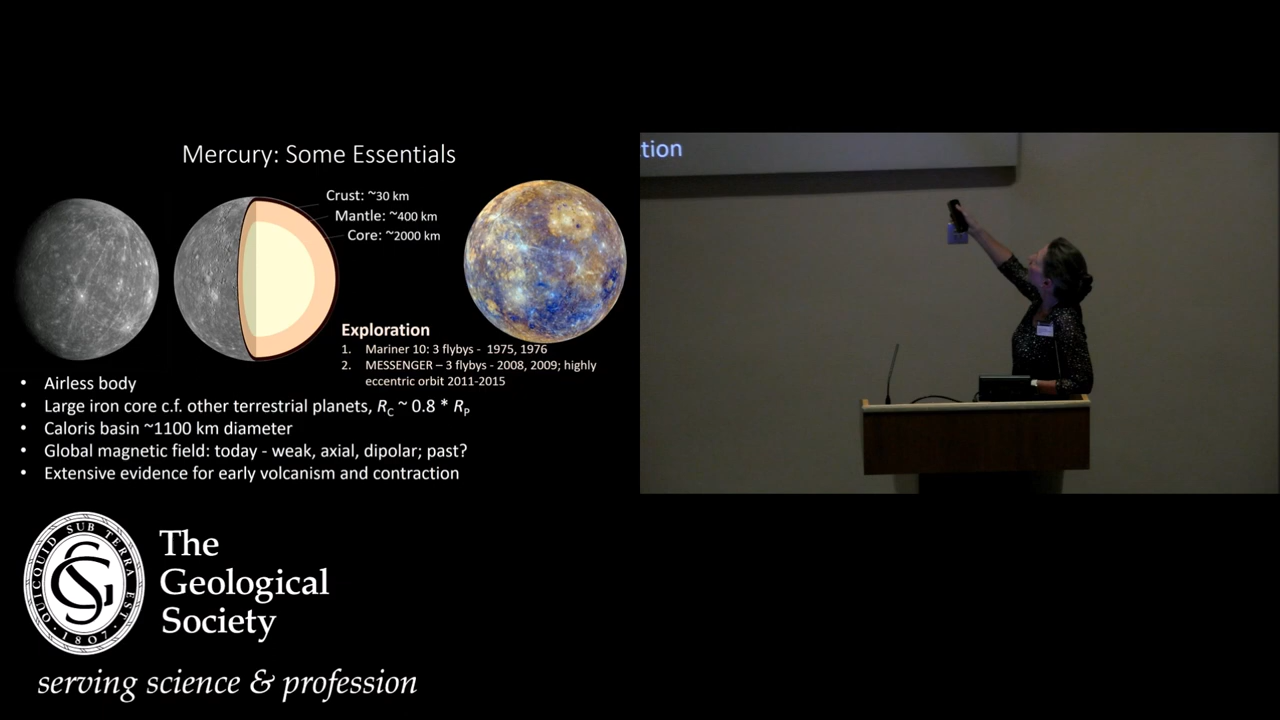 Mercury: Some Essentials
Crust: ~30 km
Mantle: ~400 km
Core: ~2000 km
Exploration
1. Mariner 10: 3 flybys - 1975, 1976
2. MESSENGER – 3 flybys - 2008, 2009; highly
eccentric orbit 2011-2015
• Airless body
• Large iron core c.f. other terrestrial planets, RC ~ 0.8 * RP
• Caloris basin ~1100 km diameter
• Global magnetic field: today - weak, axial, dipolar; past?
• Extensive evidence for early volcanism and contraction
tion
QUICQUID SUB TERRA EST
GS
· 1807 ·
The
Geological
Society
serving science & profession